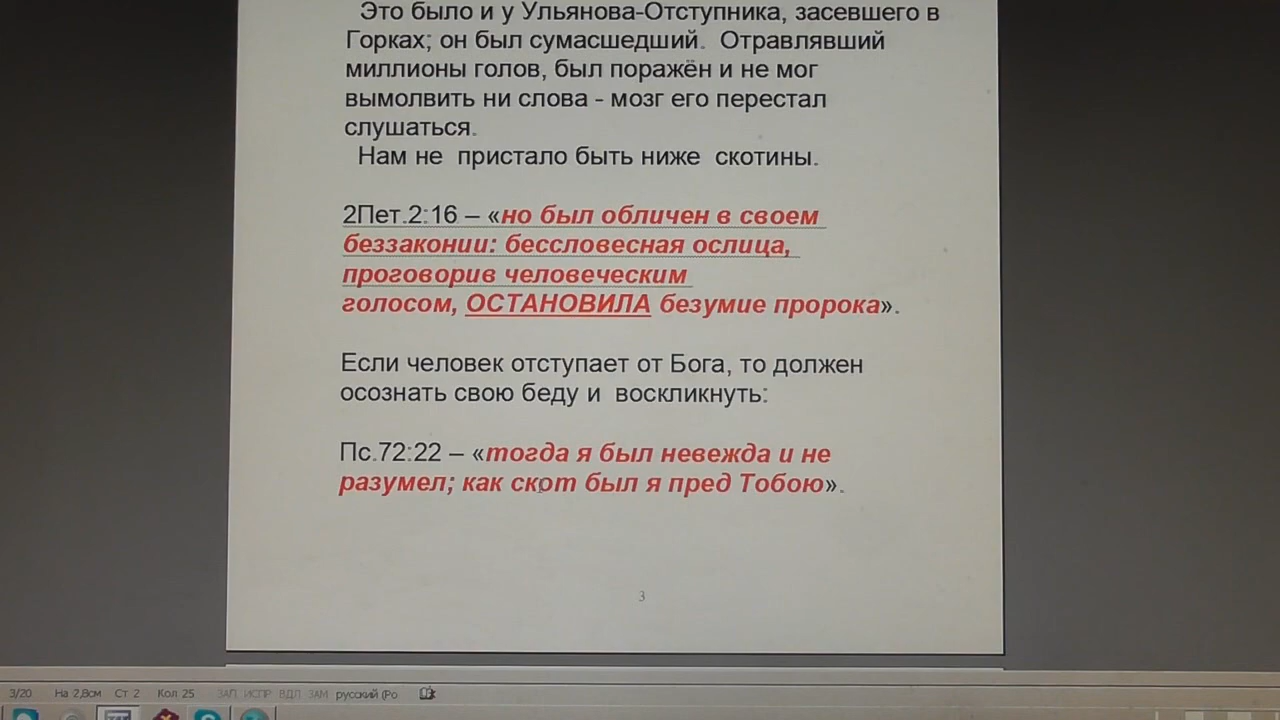 Это было и у Ульянова-Отступника, засевшего в
Горках; он был сумасшедший. Отравлявший
миллионы голов, был поражён и не мог
вымолвить ни слова - мозг его перестал
слушаться.
Нам не пристало быть ниже скотины.
2Пет.2:16 – «но был обличен в своем
беззаконии: бессловесная ослица,
проговорив человеческим
голосом, ОСТАНОВИЛА безумие пророка».
Если человек отступает от Бога, то должен
осознать свою беду и воскликнуть:
Пс.72:22 – «тогда я был невежда и не
разумел; как скот был я пред Тобою».
3
3/20 На 2,8см Ст 2 Кол 25 ЗАП ИСПР ВДЛ ЗАМ русский (Ро